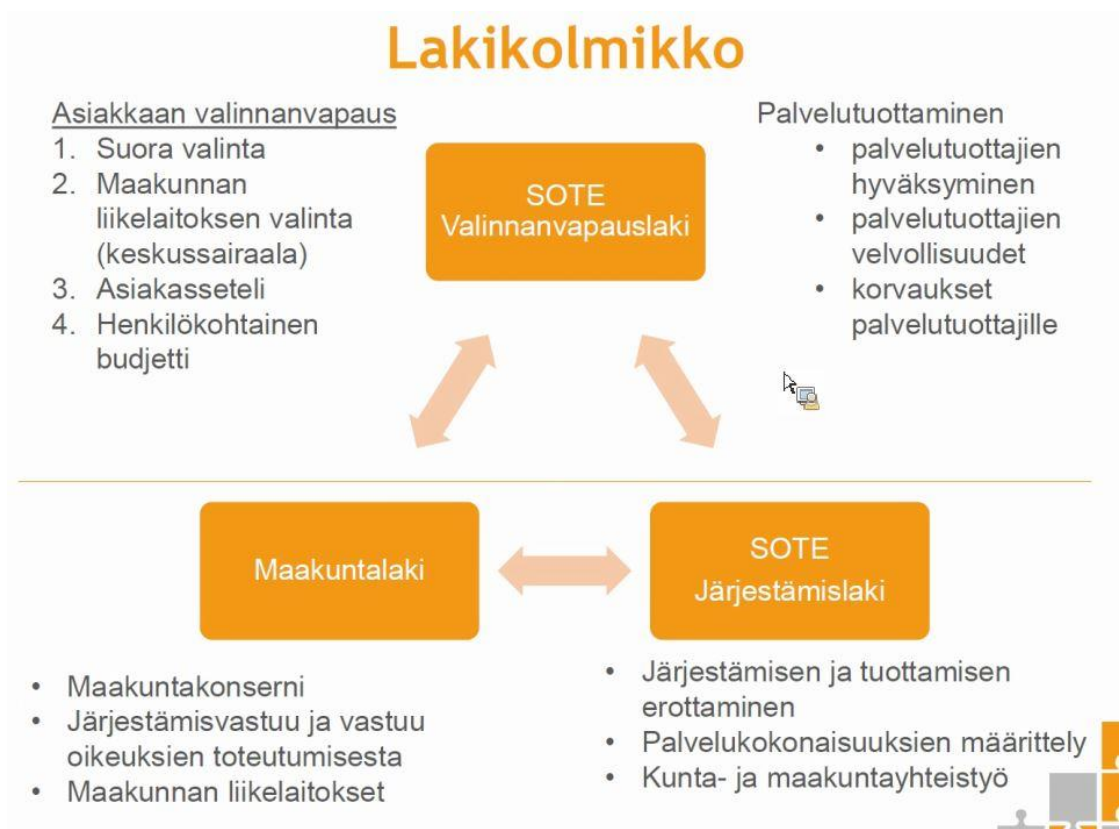 Lakikolmikko
Asiakkaan valinnanvapaus
1. Suora valinta
2. Maakunnan
liikelaitoksen valinta
(keskussairaala)
3. Asiakasseteli
4. Henkilökohtainen
budjetti
SOTE
Valinnanvapauslaki
Palvelutuottaminen
• palvelutuottajien
hyväksyminen
• palvelutuottajien
velvollisuudet
• korvaukset
palvelutuottajille
Maakuntalaki
SOTE
Järjestämislaki
• Maakuntakonserni
• Järjestämisvastuu ja vastuu
oikeuksien toteutumisesta
• Maakunnan liikelaitokset
• Järjestämisen ja tuottamisen
erottaminen
• Palvelukokonaisuuksien määrittely
• Kunta- ja maakuntayhteistyö